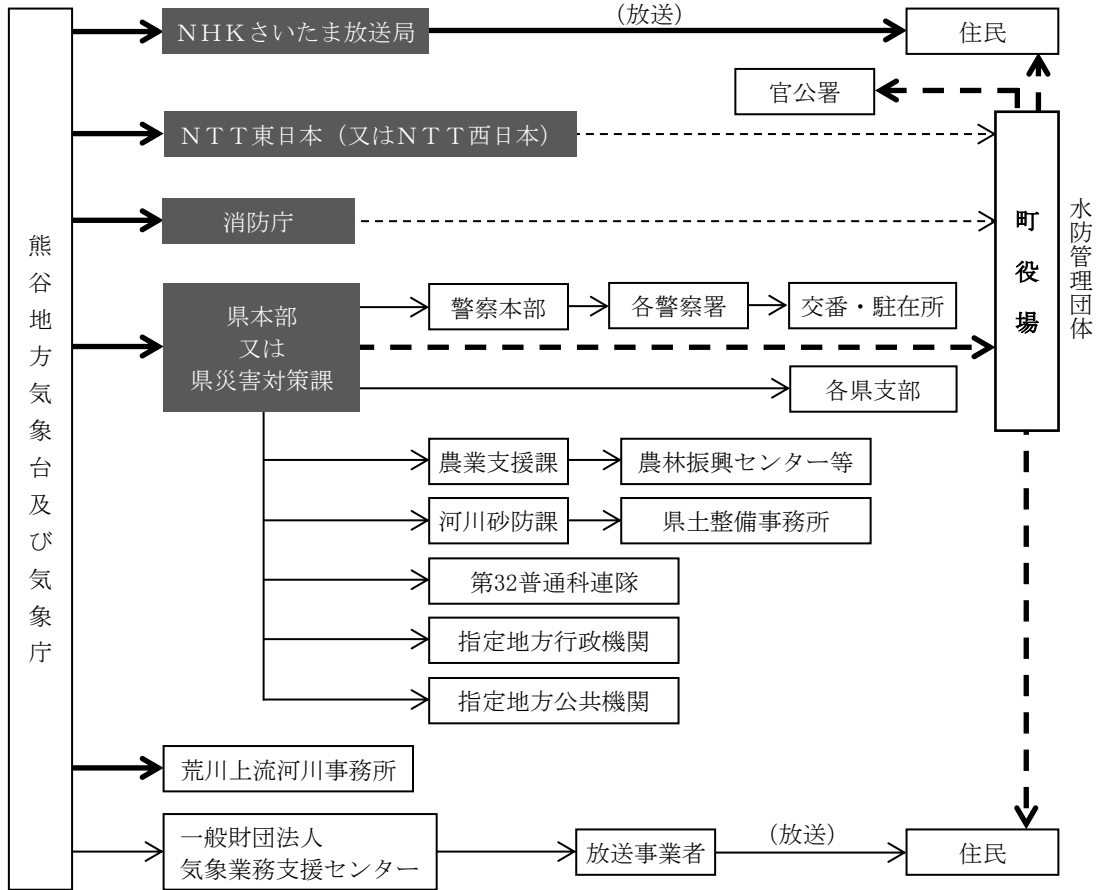 ＮＨＫさいたま放送局
（放送）
住民
官公署
ＮＴＴ東日本（又はＮＴＴ西日本）
消防庁
熊谷地方気象台及び気象庁
町役場
水防管理団体
県本部
又は
県災害対策課
警察本部
各警察署
交番・駐在所
各県支部
農業支援課
農林振興センター等
河川砂防課
県土整備事務所
第32普通科連隊
指定地方行政機関
指定地方公共機関
荒川上流河川事務所
一般財団法人
気象業務支援センター
放送事業者
（放送）
住民